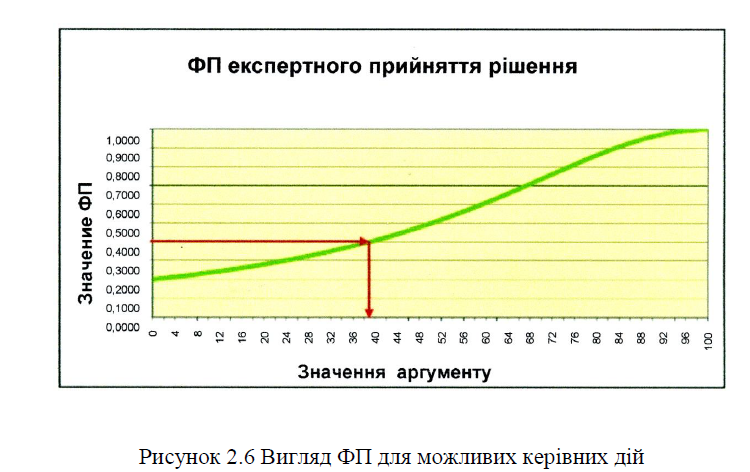 ФП експертного прийняття рішення
Значение ФП
1,0000
0,9000
0,8000
0,7000
0,6000
0,5000
0,4000
0,3000
0,2000
0,1000
0,0000
0 4 8 12 16 20 24 28 32 36 40 44 48 52 56 60 64 68 72 76 80 84 88 92 96 100
Значення аргументу
Рисунок 2.6 Вигляд ФП для можливих керівних дій